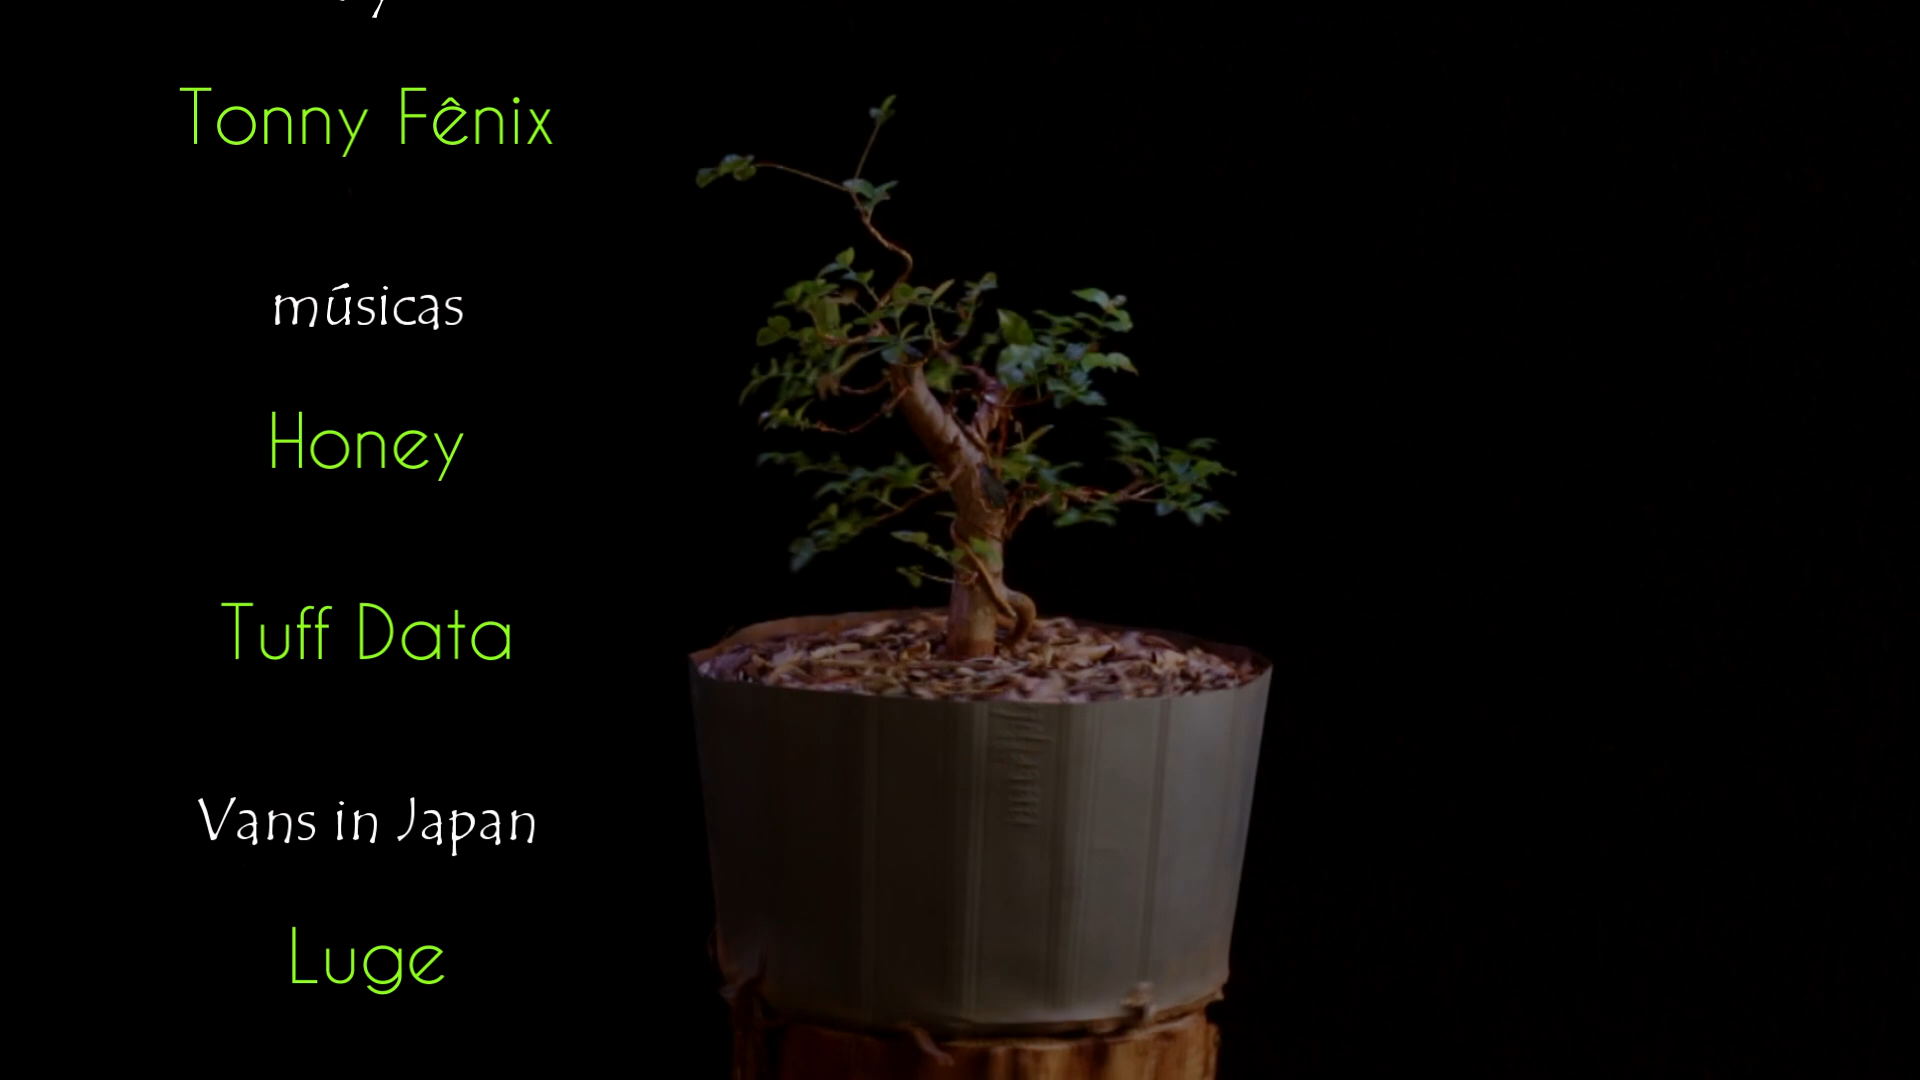 Tonny Fênix
músicas
Honey
Tuff Data
Vans in Japan
Luge